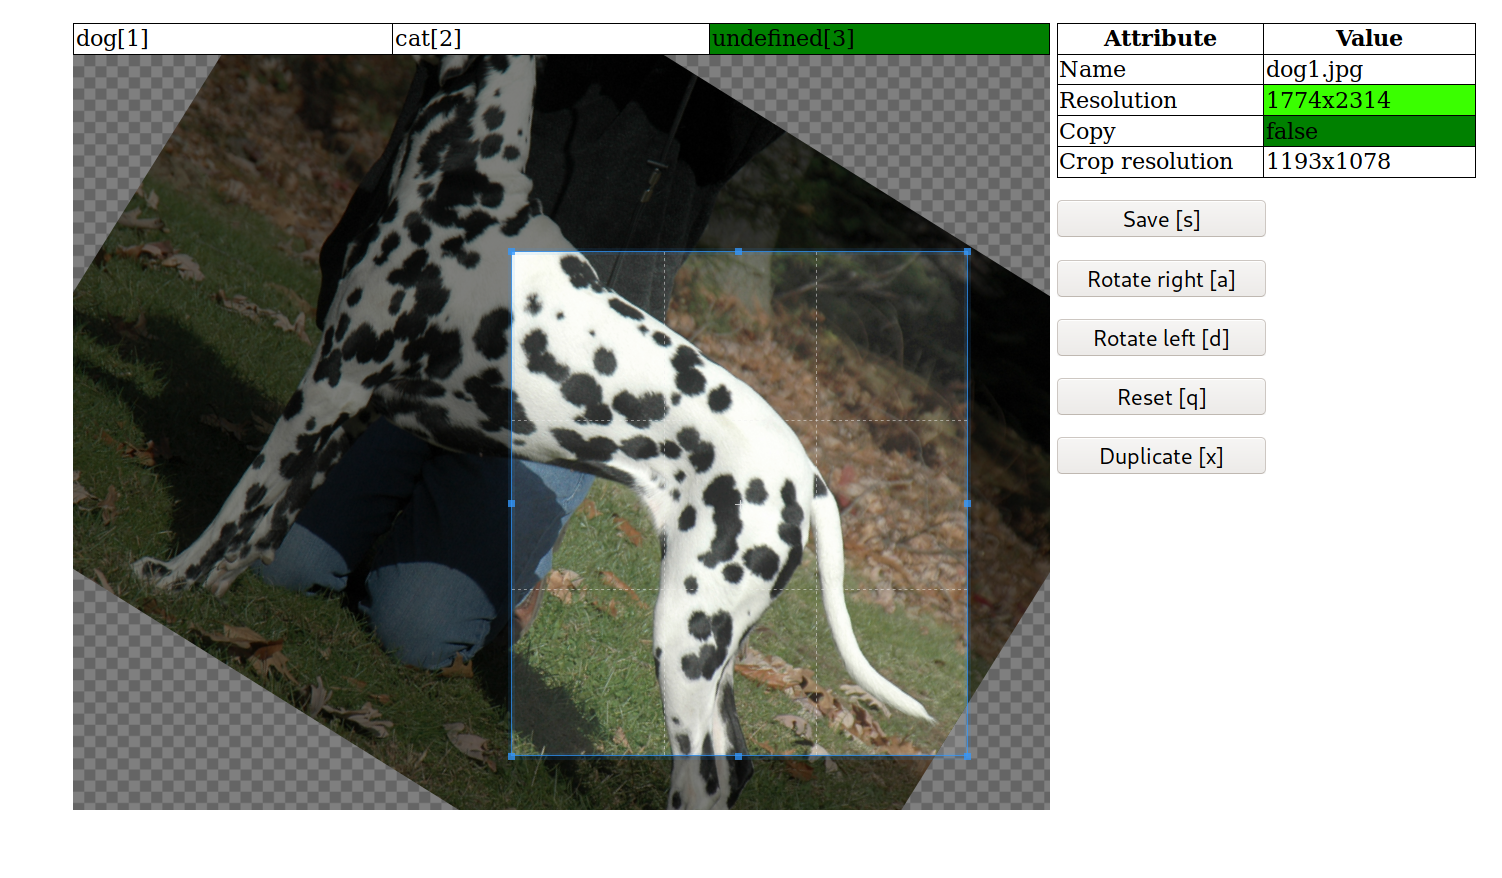 dog[1] cat[2] undefined[3]
Attribute Value
Name dog1.jpg
Resolution 1774x2314
Copy false
Crop resolution 1193x1078
Save [s]
Rotate right [a]
Rotate left [d]
Reset [q]
Duplicate [x]